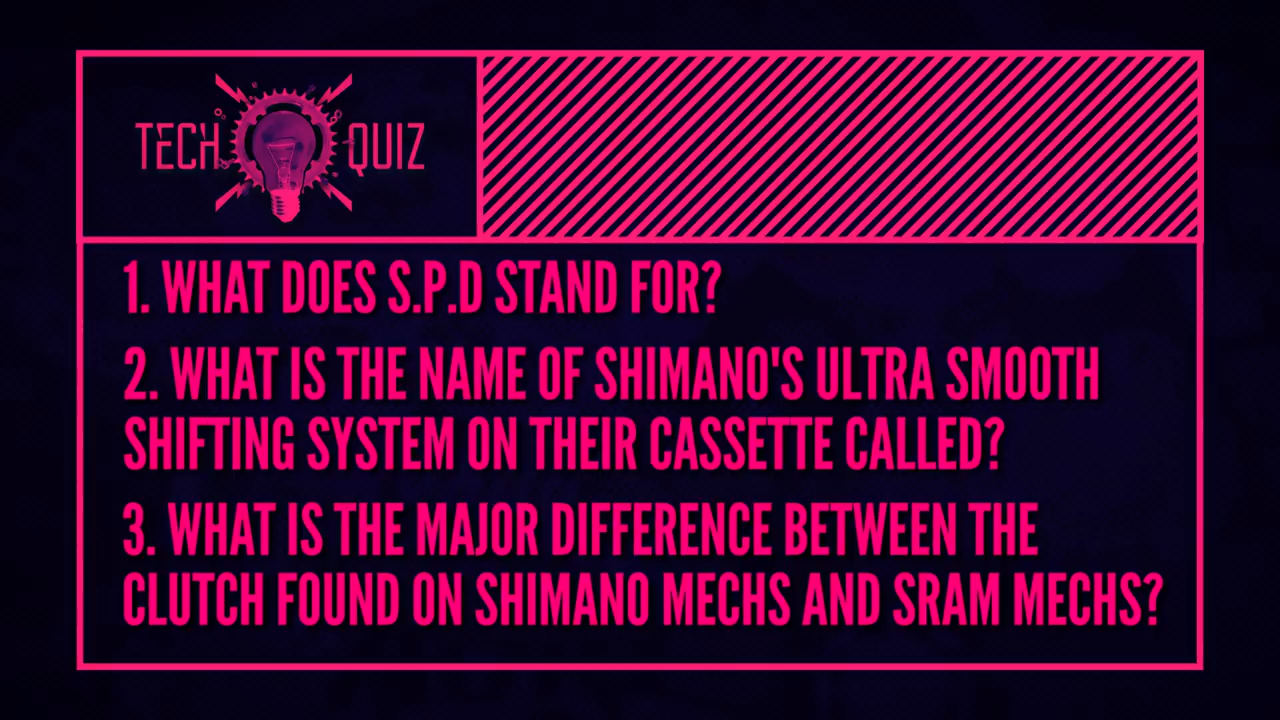 TECH QUIZ
1. WHAT DOES S.P.D STAND FOR?
2. WHAT IS THE NAME OF SHIMANO'S ULTRA SMOOTH
SHIFTING SYSTEM ON THEIR CASSETTE CALLED?
3. WHAT IS THE MAJOR DIFFERENCE BETWEEN THE
CLUTCH FOUND ON SHIMANO MECHS AND SRAM MECHS?